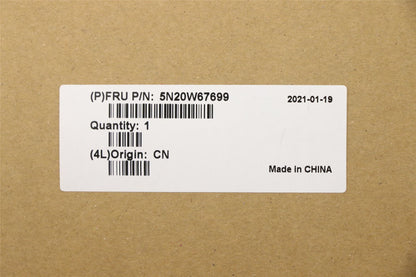 (P)FRU P/N: 5N20W67699
2021-01-19
Quantity: 1
(4L)Origin: CN
Made In CHINA